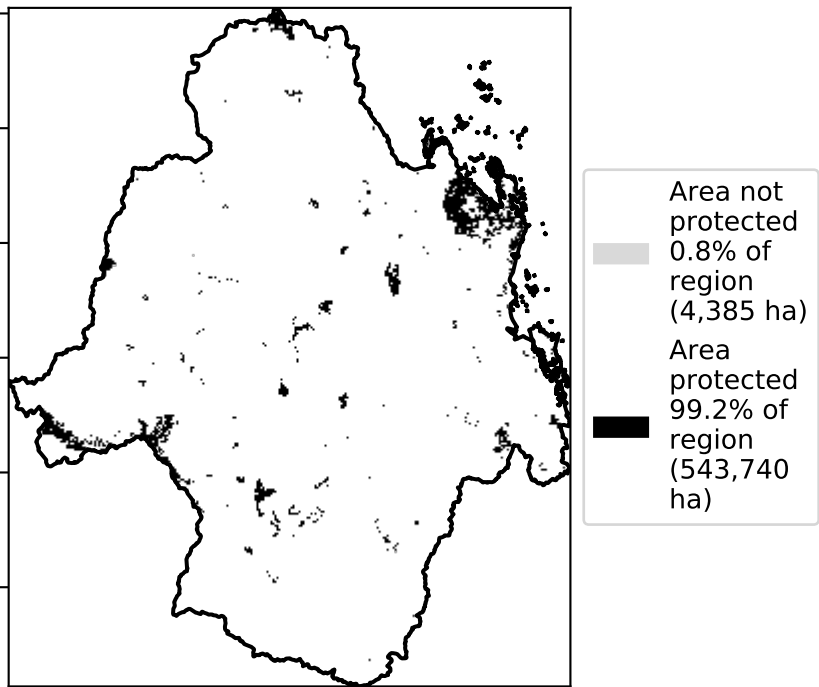 Area not
protected
0.8% of
region
(4,385 ha)
Area
protected
99.2% of
region
(543,740
ha)